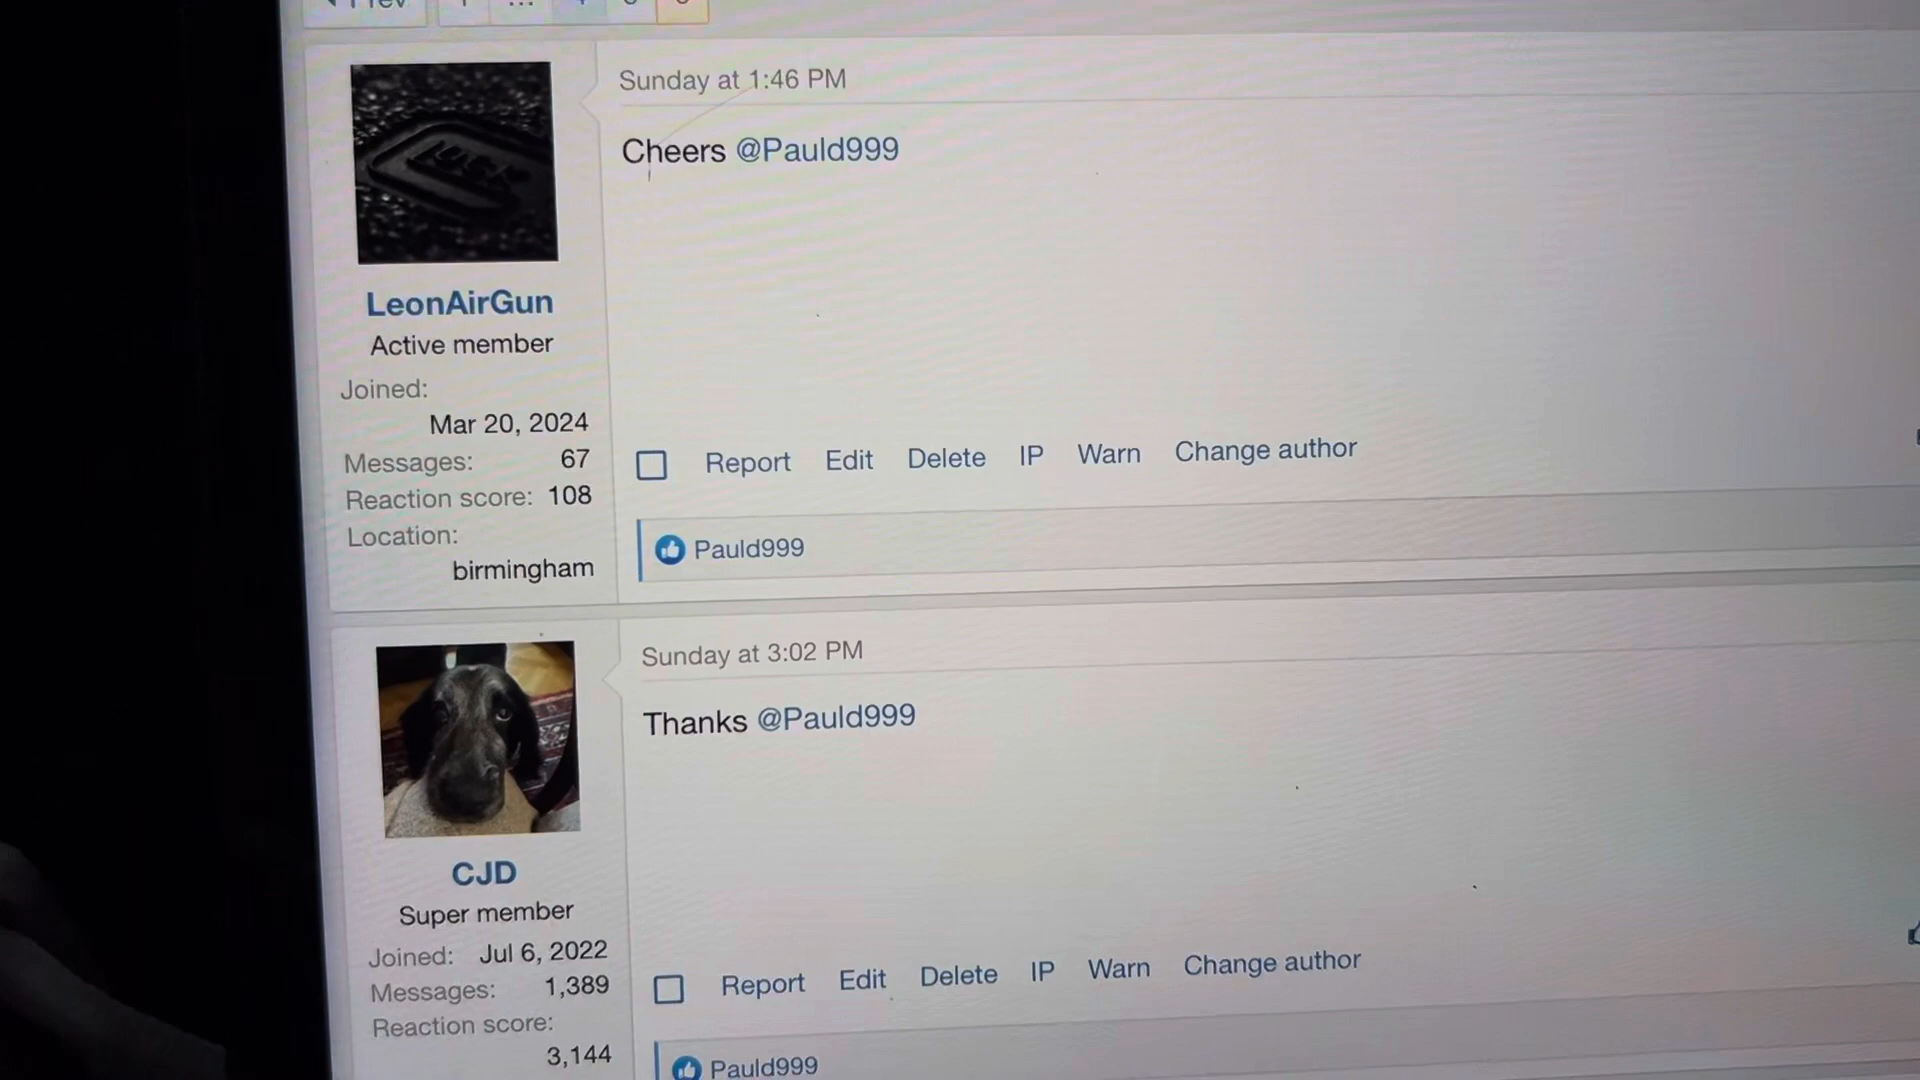 Prev
...
Sunday at 1:46 PM
Cheers @Pauld999
LeonAirGun
Active member
Joined:
Mar 20, 2024
Messages: 67
Reaction score: 108
Location:
birmingham
Report Edit Delete IP Warn Change author
Pauld999
Sunday at 3:02 PM
Thanks @Pauld999
CJD
Super member
Joined: Jul 6, 2022
Messages: 1,389
Reaction score:
3,144
Report Edit Delete IP Warn Change author
Pauld999